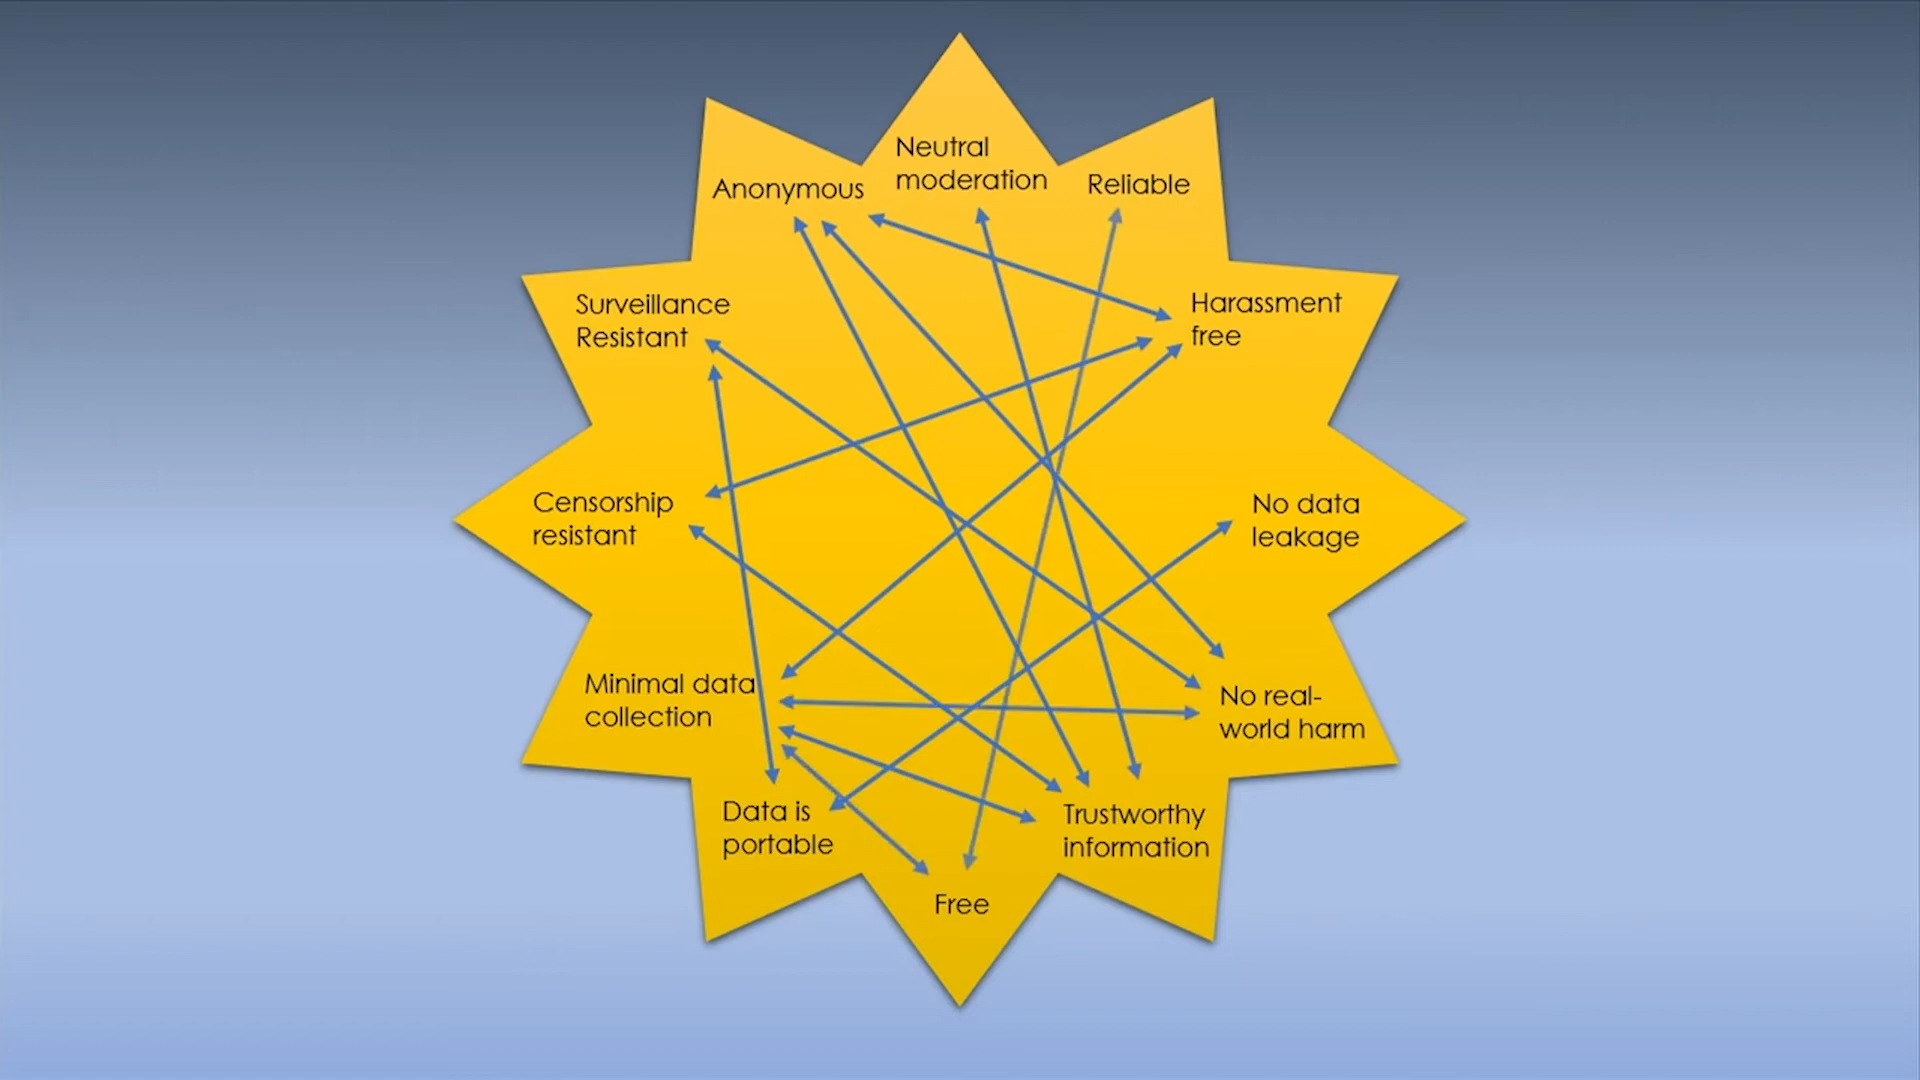 Neutral
moderation
Anonymous
Reliable
Surveillance
Resistant
Harassment
free
Censorship
resistant
No data
leakage
Minimal data
collection
No real-
world harm
Data is
portable
Trustworthy
information
Free